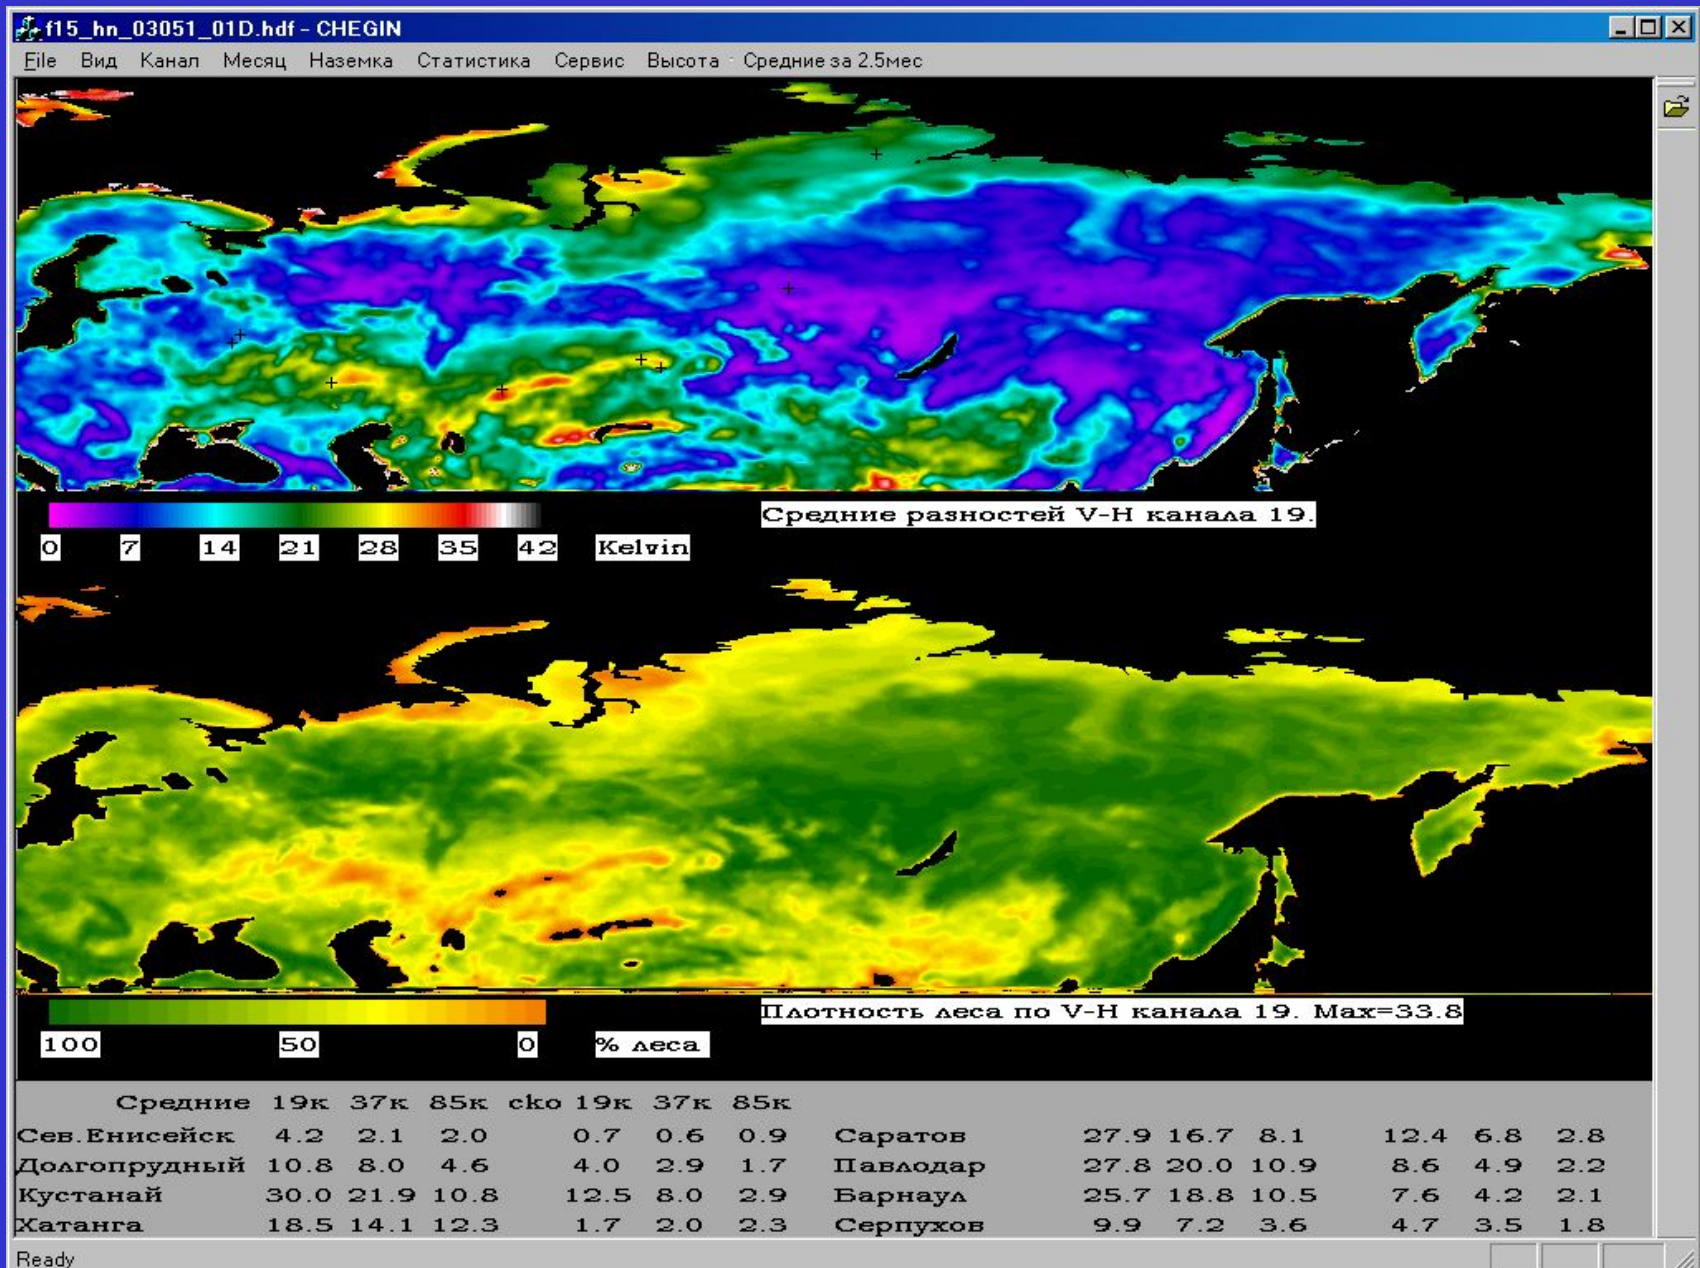 f15_hn_03051_01D.hdf - CHEGIN
File Вид Канал Месяц Наземка Статистика Сервис Высота Средние за 2.5мес
Средние разностей V-H канала 19.
0 7 14 21 28 35 42 Kelvin
Плотность леса по V-H канала 19. Max=33.8
100 50 0 % леса
Средние 19к 37к 85к ско 19к 37к 85к
Сев.Енисейск 4.2 2.1 2.0 0.7 0.6 0.9 Саратов 27.9 16.7 8.1 12.4 6.8 2.8
Долгопрудный 10.8 8.0 4.6 4.0 2.9 1.7 Павлодар 27.8 20.0 10.9 8.6 4.9 2.2
Кустанай 30.0 21.9 10.8 12.5 8.0 2.9 Барнаул 25.7 18.8 10.5 7.6 4.2 2.1
Хатанга 18.5 14.1 12.3 1.7 2.0 2.3 Серпухов 9.9 7.2 3.6 4.7 3.5 1.8
Ready